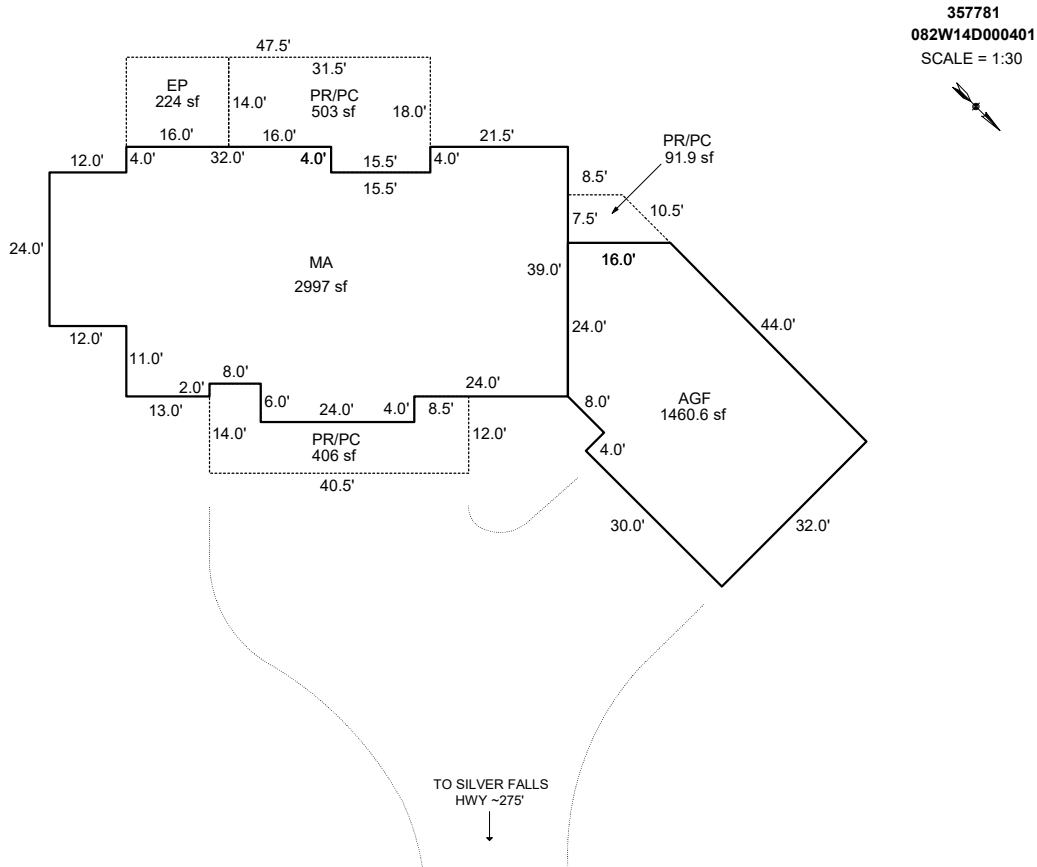 357781
082W14D000401
SCALE = 1:30
47.5'
31.5'
EP
224 sf
14.0'
PR/PC
503 sf
18.0'
16.0'
16.0'
21.5'
12.0'
4.0'
32.0'
4.0'
15.5'
4.0'
15.5'
PR/PC
91.9 sf
8.5'
7.5'
10.5'
24.0'
MA
2997 sf
39.0'
16.0'
24.0'
44.0'
12.0'
11.0'
8.0'
2.0'
13.0'
6.0'
24.0'
4.0'
24.0'
8.5'
8.0'
AGF
1460.6 sf
14.0'
PR/PC
406 sf
12.0'
4.0'
40.5'
30.0'
32.0'
TO SILVER FALLS
HWY ~275'